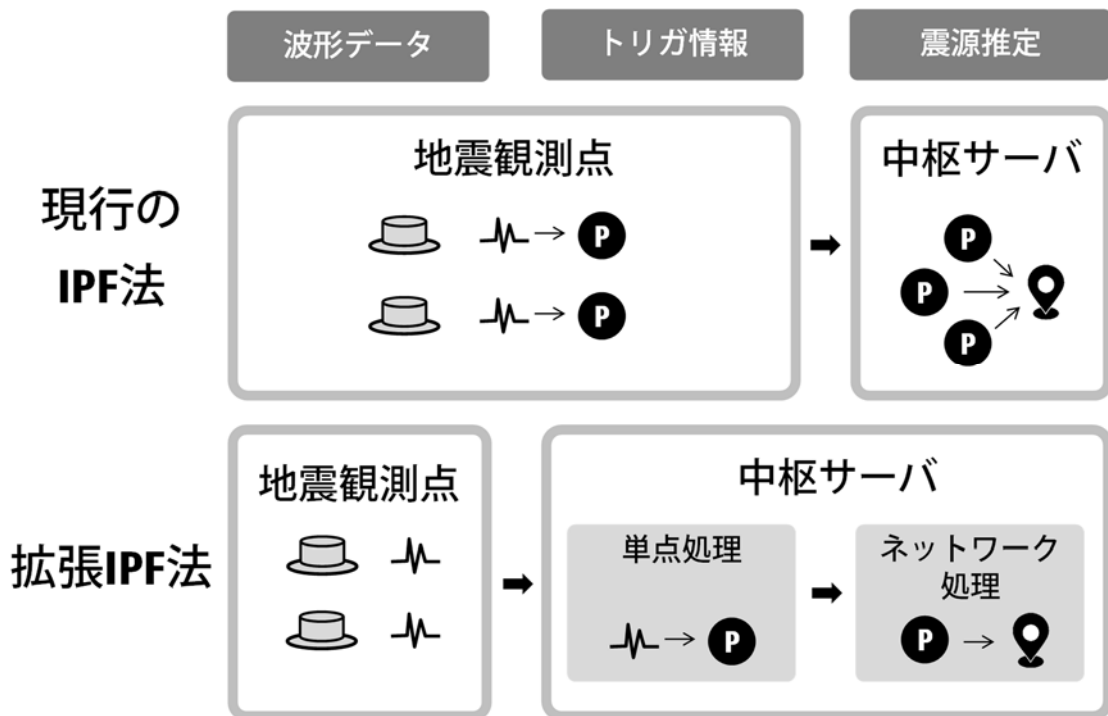 波形データ
トリガ情報
震源推定
現行の
IPF法
地震観測点
P
P
中枢サーバ
P
P
P
拡張IPF法
地震観測点
中枢サーバ
単点処理
P
ネットワーク
処理
P